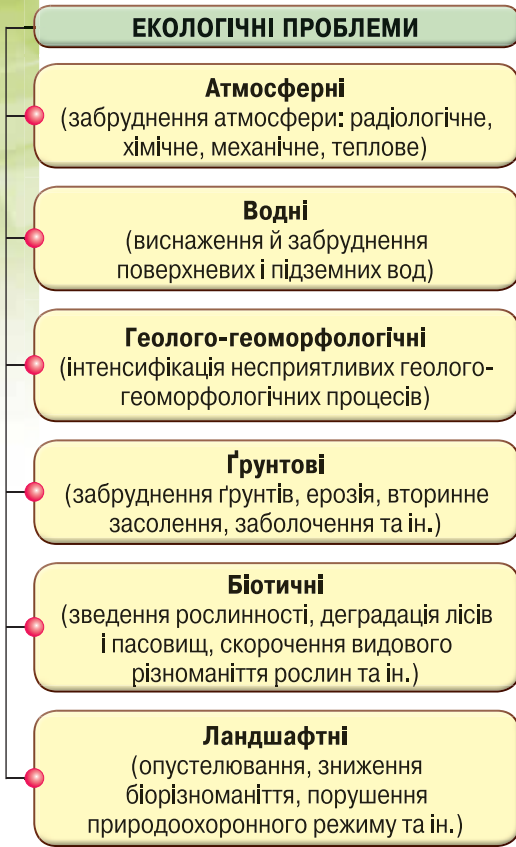 ЕКОЛОГІЧНІ ПРОБЛЕМИ
Атмосферні
(забруднення атмосфери: радіологічне,
хімічне, механічне, теплове)
Водні
(виснаження й забруднення
поверхневих і підземних вод)
Геолого-геоморфологічні
(інтенсифікація несприятливих геолого-
геоморфологічних процесів)
Ґрунтові
(забруднення ґрунтів, ерозія, вторинне
засолення, заболочення та ін.)
Біотичні
(зведення рослинності, деградація лісів
і пасовищ, скорочення видового
різноманіття рослин та ін.)
Ландшафтні
(опустелювання, зниження
біорізноманіття, порушення
природоохоронного режиму та ін.)